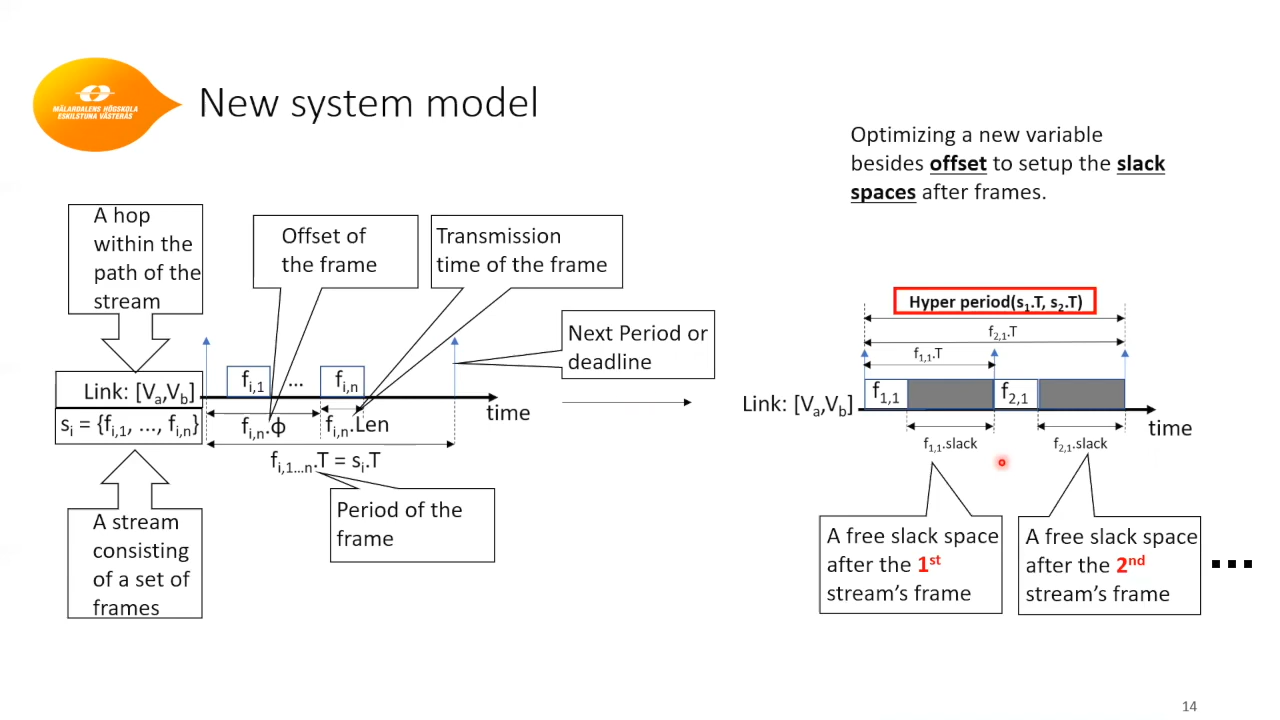 MÄLARDALENS HÖGSKOLA
ESKILSTUNA VÄSTERÅS
New system model
Optimizing a new variable
besides offset to setup the slack
spaces after frames.
A hop
within the
path of the
stream
Offset of
the frame
Transmission
time of the frame
Next Period or
deadline
Link: [Va,Vb]
si = {fi,1, ..., fi,n}
fi,1
...
fi,n
time
fi,n.ϕ
fi,n.Len
fi,1...n.T = si.T
Period of the
frame
A stream
consisting
of a set of
frames
Hyper period(s1.T, s2.T)
f2,1.T
f1,1.T
Link: [Va,Vb]
f1,1
f2,1
time
f1,1.slack
f2,1.slack
A free slack space
after the 1st
stream's frame
A free slack space
after the 2nd
stream's frame
...
14